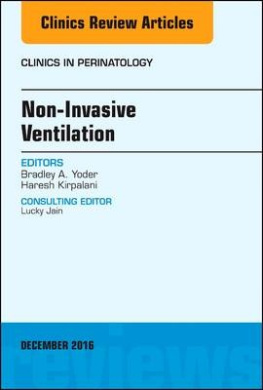 Clinics Review Articles
CLINICS IN PERINATOLOGY
Non-Invasive
Ventilation
EDITORS
Bradley A. Yoder
Haresh Kirpalani
CONSULTING EDITOR
Lucky Jain
DECEMBER 2016
reviews